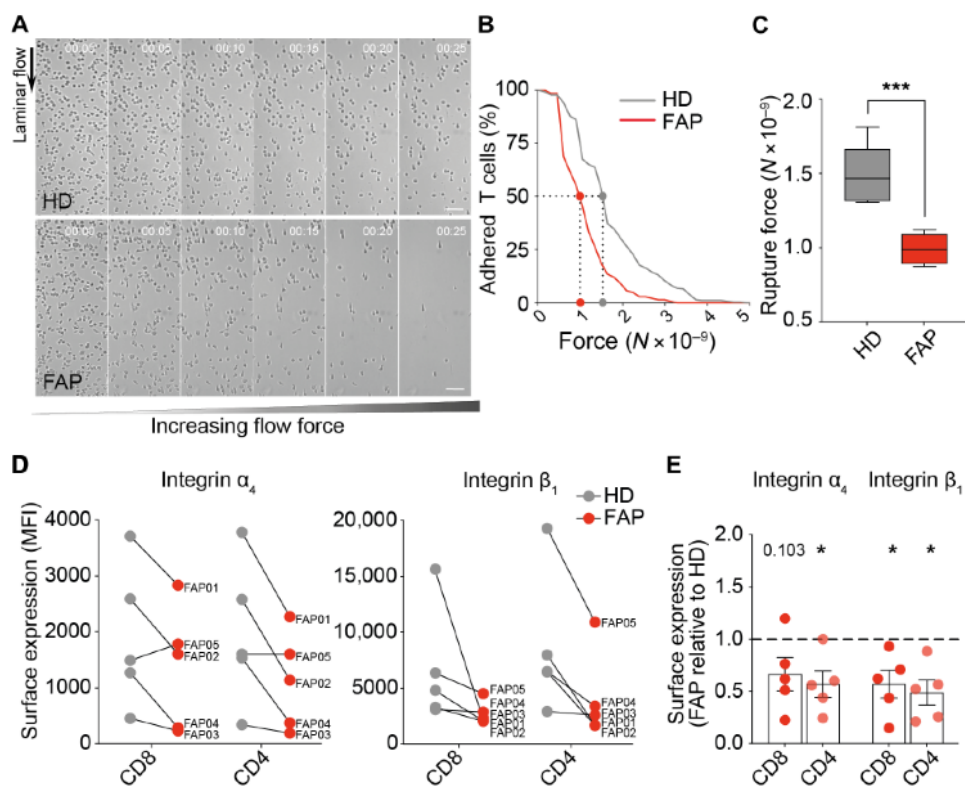 A
Laminar flow
00:00
00:05
00:10
00:15
00:20
00:25
HD
00:00
00:05
00:10
00:15
00:20
00:25
FAP
Increasing flow force
B
Adhered T cells (%)
100
75
50
25
0
HD
FAP
0
1
2
3
4
5
Force (N × 10⁻⁹)
C
Rupture force (N × 10⁻⁹)
2.0
1.5
1.0
0.5
***
HD
FAP
D
Integrin α₄
Surface expression (MFI)
4000
3000
2000
1000
0
FAP01
FAP05
FAP02
FAP04
FAP03
FAP01
FAP05
FAP02
FAP04
FAP03
CD8
CD4
Integrin β₁
HD
FAP
20,000
15,000
10,000
5,000
0
FAP05
FAP04
FAP03
FAP01
FAP02
FAP05
FAP04
FAP03
FAP01
FAP02
CD8
CD4
E
Integrin α₄ Integrin β₁
Surface expression
(FAP relative to HD)
2.0
1.5
1.0
0.5
0.0
0.103 * * *
CD8
CD4
CD8
CD4